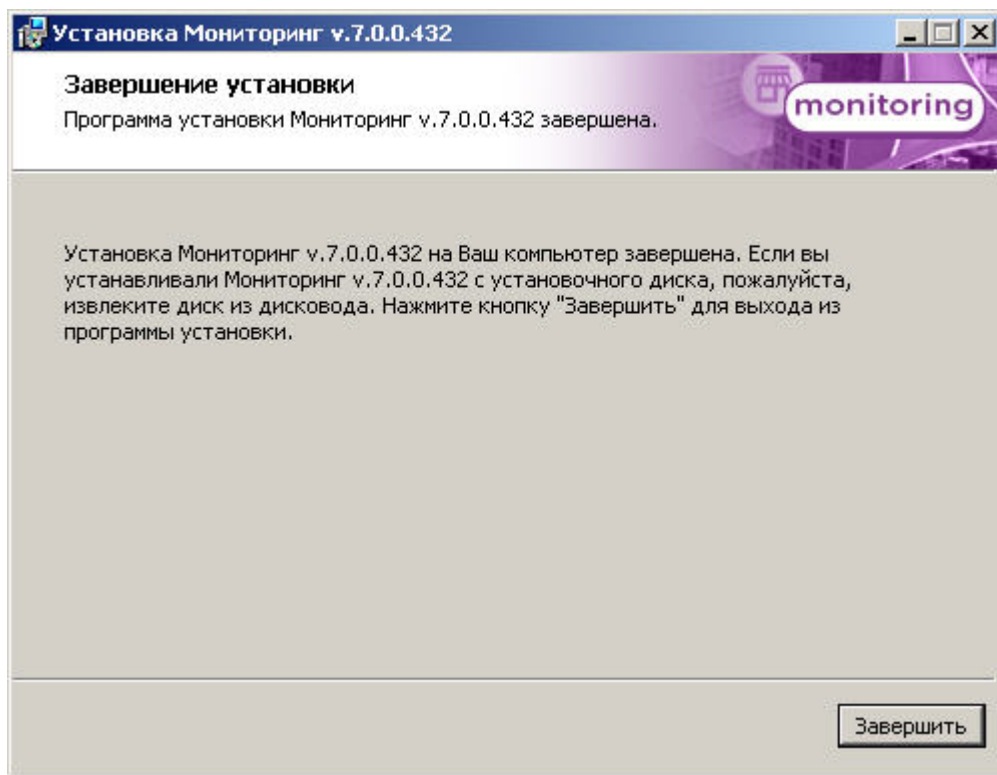 Установка Мониторинг v.7.0.0.432
Завершение установки
Программа установки Мониторинг v.7.0.0.432 завершена.
monitoring
Установка Мониторинг v.7.0.0.432 на Ваш компьютер завершена. Если вы
устанавливали Мониторинг v.7.0.0.432 с установочного диска, пожалуйста,
извлеките диск из дисковода. Нажмите кнопку "Завершить" для выхода из
программы установки.
Завершить